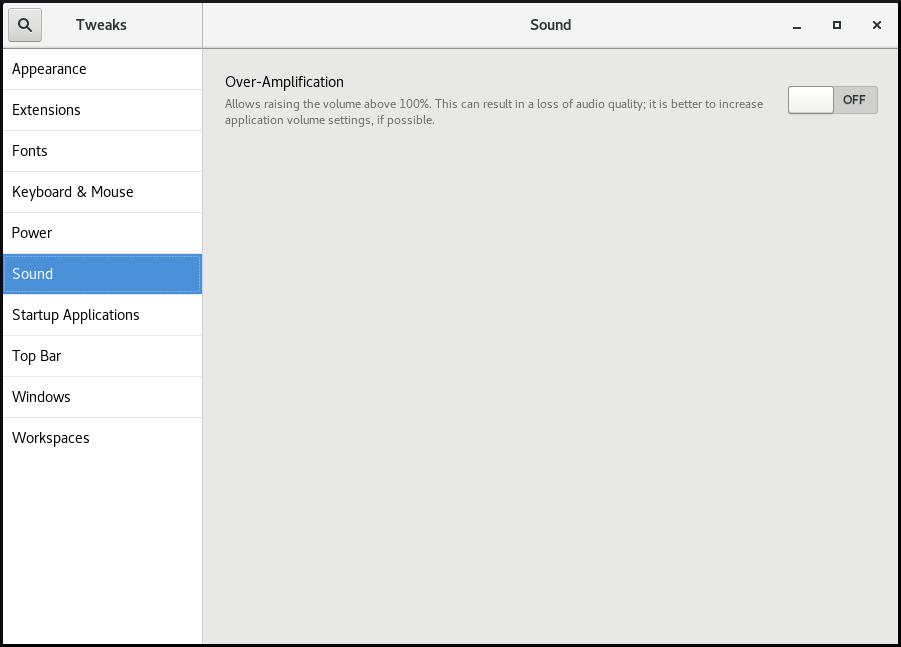 Tweaks
Sound
Appearance
Extensions
Fonts
Keyboard & Mouse
Power
Sound
Startup Applications
Top Bar
Windows
Workspaces
Over-Amplification
Allows raising the volume above 100%. This can result in a loss of audio quality; it is better to increase
application volume settings, if possible.
OFF